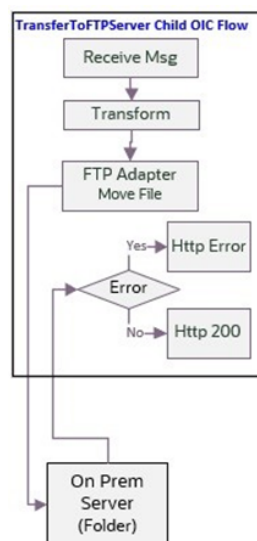 TransferToFTPServer Child OIC Flow
Receive Msg
Transform
FTP Adapter
Move File
Yes
Http Error
Error
No
Http 200
On Prem
Server
(Folder)